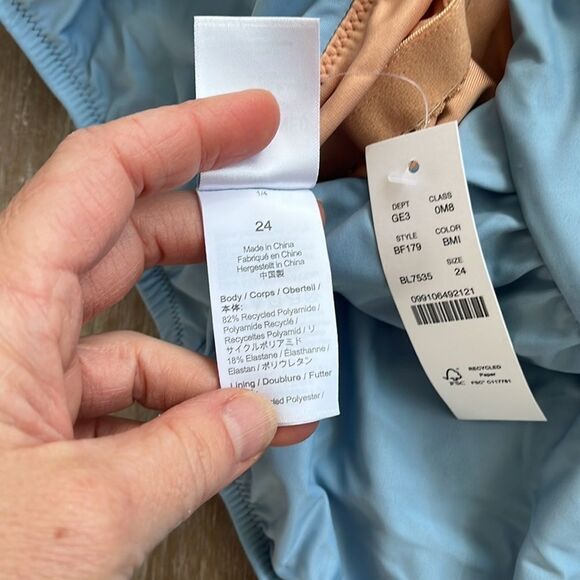 1/4
24
Made in China
Fabriqué en Chine
Hergestellt in China
中国製
Body / Corps / Oberteil /
本体:
82% Recycled Polyamide /
Polyamide Recyclé /
Recyceltes Polyamid / リ
サイクルポリアミド
18% Elastane / Élasthanne /
Elastan / ポリウレタン
Lining / Doublure / Futter
Polyester /
DEPT CLASS
GE3 0M8
STYLE COLOR
BF179 BMI
SIZE
BL7535 24
099106492121
FSC
RECYCLED
Paper
FSC® C117761